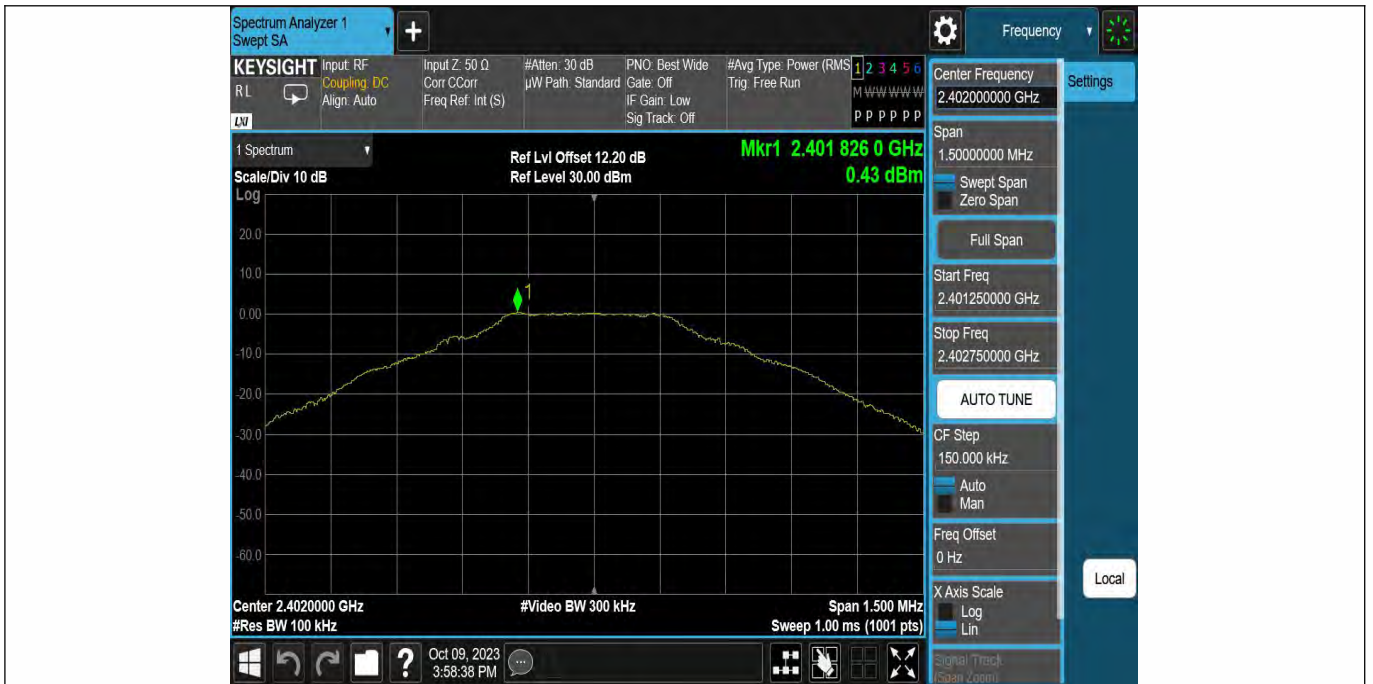 Spectrum Analyzer 1
Swept SA
Frequency
KEYSIGHT
R L
LXI
Input: RF
Coupling: DC
Align: Auto
Input Z: 50 Ω
Corr CCorr
Freq Ref: Int (S)
#Atten: 30 dB
µW Path: Standard
PNO: Best Wide
Gate: Off
IF Gain: Low
Sig Track: Off
#Avg Type: Power (RMS
Trig: Free Run
1 2 3 4 5 6
M W W W W W
P P P P P P
1 Spectrum
Scale/Div 10 dB
Ref Lvl Offset 12.20 dB
Ref Level 30.00 dBm
Mkr1 2.401 826 0 GHz
0.43 dBm
Log
20.0
10.0
0.00
-10.0
-20.0
-30.0
-40.0
-50.0
-60.0
1
Center 2.4020000 GHz
#Res BW 100 kHz
#Video BW 300 kHz
Span 1.500 MHz
Sweep 1.00 ms (1001 pts)
Center Frequency
2.402000000 GHz
Settings
Span
1.50000000 MHz
Swept Span
Zero Span
Full Span
Start Freq
2.401250000 GHz
Stop Freq
2.402750000 GHz
AUTO TUNE
CF Step
150.000 kHz
Auto
Man
Freq Offset
0 Hz
Local
X Axis Scale
Log
Lin
Signal Track
(Span Zoom)
?
Oct 09, 2023
3:58:38 PM